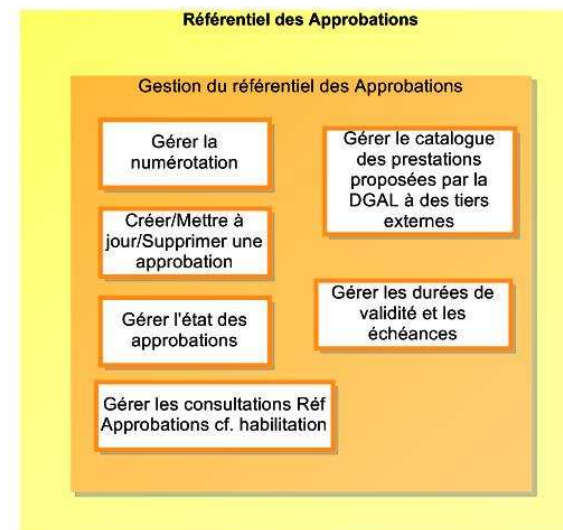 Référentiel des Approbations
Gestion du référentiel des Approbations
Gérer la
numérotation
Créer/Mettre à
jour/Supprimer une
approbation
Gérer l'état des
approbations
Gérer les consultations Réf
Approbations cf. habilitation
Gérer le catalogue
des prestations
proposées par la
DGAL à des tiers
externes
Gérer les durées de
validité et les
échéances